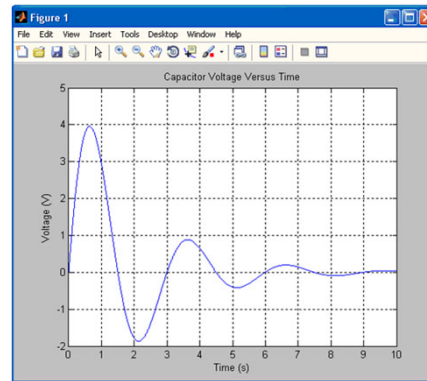 Figure 1
File Edit View Insert Tools Desktop Window Help
Capacitor Voltage Versus Time
5
4
3
2
1
0
-1
-2
Voltage (V)
0 1 2 3 4 5 6 7 8 9 10
Time (s)